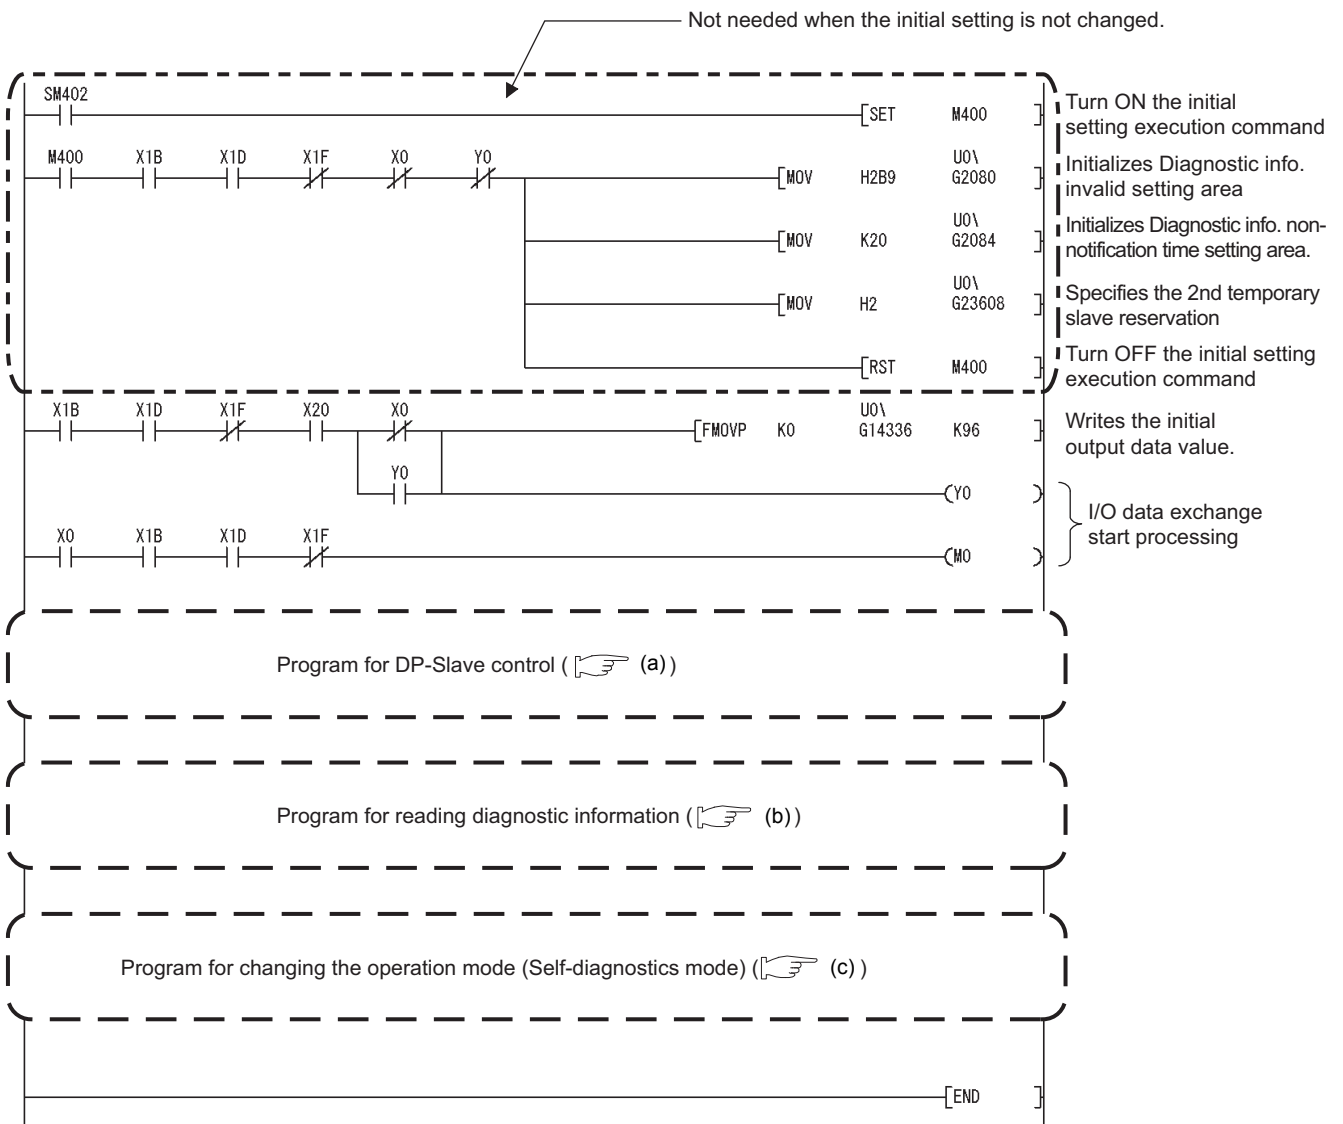 Not needed when the initial setting is not changed.
SM402
[SET M400 ]
Turn ON the initial
setting execution command
M400 X1B X1D X1F X0 Y0
[MOV H2B9 U0\
G2080 ]
Initializes Diagnostic info.
invalid setting area
[MOV K20 U0\
G2084 ]
Initializes Diagnostic info. non-
notification time setting area.
[MOV H2 U0\
G23608 ]
Specifies the 2nd temporary
slave reservation
[RST M400 ]
Turn OFF the initial setting
execution command
X1B X1D X1F X20 X0
[FMOVP K0 U0\
G14336 K96 ]
Writes the initial
output data value.
Y0
(Y0 )
I/O data exchange
start processing
X0 X1B X1D X1F
(M0 )
Program for DP-Slave control ( (a))
Program for reading diagnostic information ( (b))
Program for changing the operation mode (Self-diagnostics mode) ( (c) )
[END ]